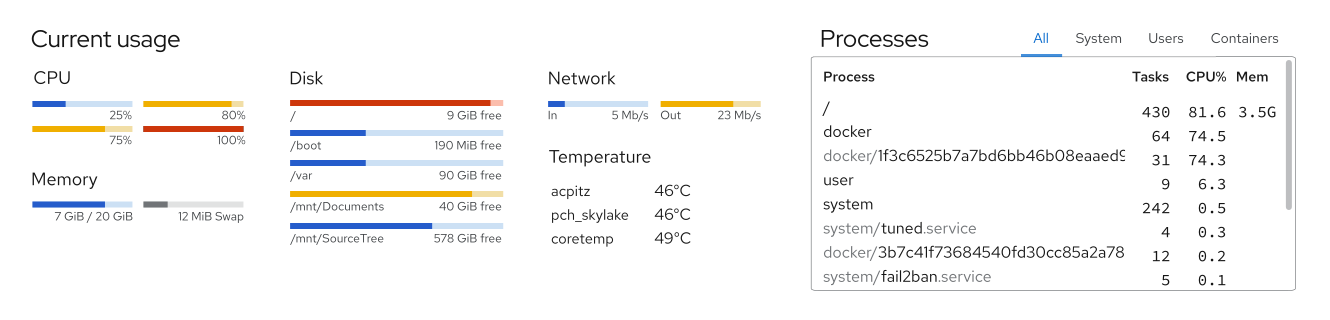 Current usage
CPU
25%
80%
75%
100%
Memory
7 GiB / 20 GiB
12 MiB Swap
Disk
/ 9 GiB free
/boot 190 MiB free
/var 90 GiB free
/mnt/Documents 40 GiB free
/mnt/SourceTree 578 GiB free
Network
In 5 Mb/s
Out 23 Mb/s
Temperature
acpitz 46°C
pch_skylake 46°C
coretemp 49°C
Processes
All System Users Containers
Process Tasks CPU% Mem
/ 430 81.6 3.5G
docker 64 74.5
docker/1f3c6525b7a7bd6bb46b08eaaed9 31 74.3
user 9 6.3
system 242 0.5
system/tuned.service 4 0.3
docker/3b7c41f73684540fd30cc85a2a78 12 0.2
system/fail2ban.service 5 0.1